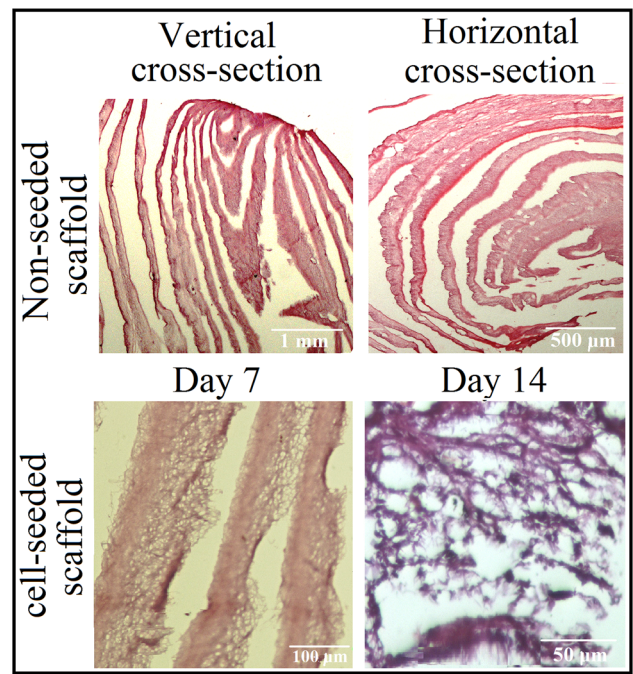 Vertical
cross-section
Horizontal
cross-section
Non-seeded
scaffold
1 mm
500 µm
Day 7
Day 14
cell-seeded
scaffold
100 µm
50 µm